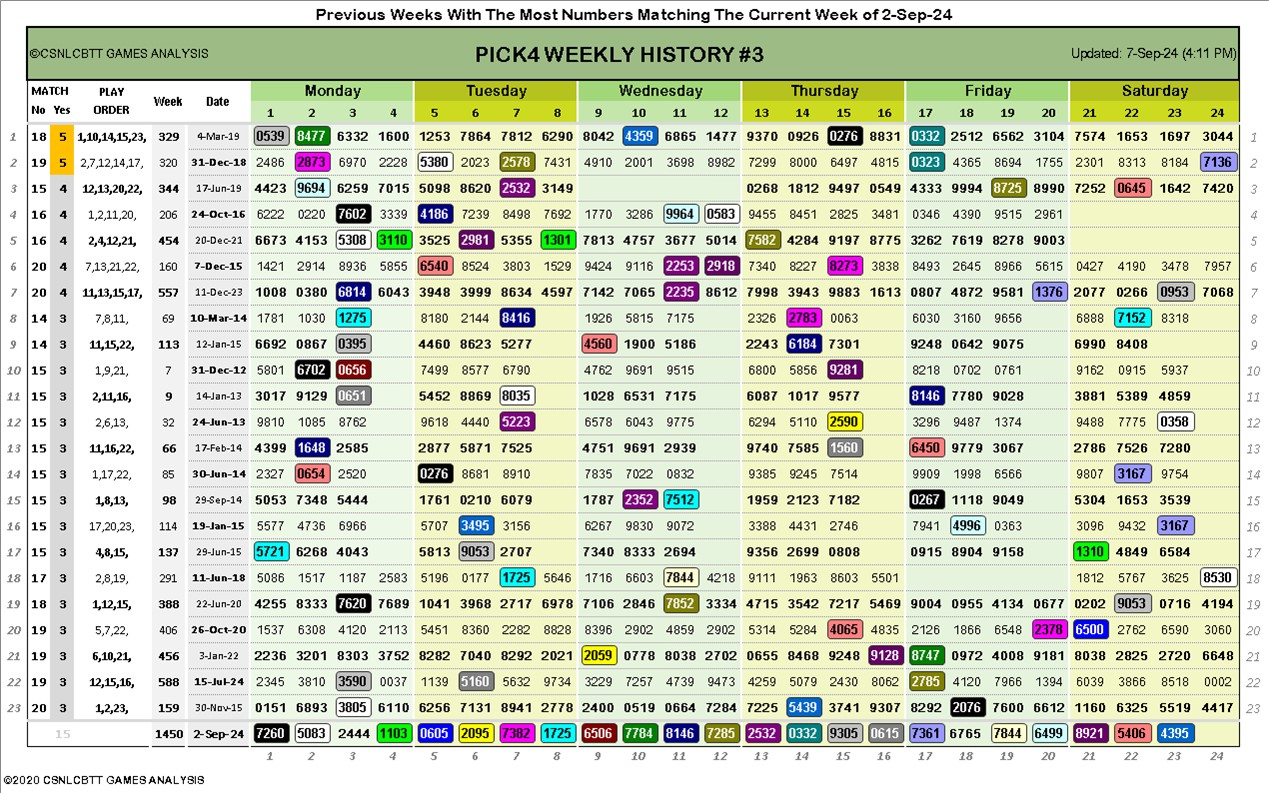 Previous Weeks With The Most Numbers Matching The Current Week of 2-Sep-24
©CSNLCBTT GAMES ANALYSIS PICK4 WEEKLY HISTORY #3 Updated: 7-Sep-24 (4:11 PM)
MATCH PLAY Week Date Monday Tuesday Wednesday Thursday Friday Saturday
No Yes ORDER 1 2 3 4 5 6 7 8 9 10 11 12 13 14 15 16 17 18 19 20 21 22 23 24
1 18 5 1,10,14,15,23, 329 4-Mar-19 0539 8477 6332 1600 1253 7864 7812 6290 8042 4359 6865 1477 9370 0926 0276 8831 0332 2512 6562 3104 7574 1653 1697 3044 1
2 19 5 2,7,12,14,17, 320 31-Dec-18 2486 2873 6970 2228 5380 2023 2578 7431 4910 2001 3698 8982 7299 8000 6497 4815 0323 4365 8694 1755 2301 8313 8184 7136 2
3 15 4 12,13,20,22, 344 17-Jun-19 4423 9694 6259 7015 5098 8620 2532 3149 0268 1812 9497 0549 4333 9994 8725 8990 7252 0645 1642 7420 3
4 16 4 1,2,11,20, 206 24-Oct-16 6222 0220 7602 3339 4186 7239 8498 7692 1770 3286 9964 0583 9455 8451 2825 3481 0346 4390 9515 2961 4
5 16 4 2,4,12,21, 454 20-Dec-21 6673 4153 5308 3110 3525 2981 5355 1301 7813 4757 3677 5014 7582 4284 9197 8775 3262 7619 8278 9003 5
6 20 4 7,13,21,22, 160 7-Dec-15 1421 2914 8936 5855 6540 8524 3803 1529 9424 9116 2253 2918 7340 8227 8273 3838 8493 2645 8966 5615 0427 4190 3478 7957 6
7 20 4 11,13,15,17, 557 11-Dec-23 1008 0380 6814 6043 3948 3999 8634 4597 7142 7065 2235 8612 7998 3943 9883 1613 0807 4872 9581 1376 2077 0266 0953 7068 7
8 14 3 7,8,11, 69 10-Mar-14 1781 1030 1275 8180 2144 8416 1926 5815 7175 2326 2783 0063 6030 3160 9656 6888 7152 8318 8
9 14 3 11,15,22, 113 12-Jan-15 6692 0867 0395 4460 8623 5277 4560 1900 5186 2243 6184 7301 9248 0642 9075 6990 8408 9
10 15 3 1,9,21, 7 31-Dec-12 5801 6702 0656 7499 8577 6790 4762 9691 9515 6800 5856 9281 8218 0702 0761 9162 0915 5937 10
11 15 3 2,11,16, 9 14-Jan-13 3017 9129 0651 5452 8869 8035 1028 6531 7175 6087 1017 9577 8146 7780 9028 3881 5389 4859 11
12 15 3 2,6,13, 32 24-Jun-13 9810 1085 8762 9618 4440 5223 6578 6043 9775 6294 5110 2590 3296 9487 1374 9488 7775 0358 12
13 15 3 11,16,22, 66 17-Feb-14 4399 1648 2585 2877 5871 7525 4751 9691 2939 9740 7585 1560 6450 9779 3067 2786 7526 7280 13
14 15 3 1,17,22, 85 30-Jun-14 2327 0654 2520 0276 8681 8910 7835 7022 0832 9385 9245 7514 9909 1998 6566 9807 3167 9754 14
15 15 3 1,8,13, 98 29-Sep-14 5053 7348 5444 1761 0210 6079 1787 2352 7512 1959 2123 7182 0267 1118 9049 5304 1653 3539 15
16 15 3 17,20,23, 114 19-Jan-15 5577 4736 6966 5707 3495 3156 6267 9830 9072 3388 4431 2746 7941 4996 0363 3096 9432 3167 16
17 15 3 4,8,15, 137 29-Jun-15 5721 6268 4043 5813 9053 2707 7340 8333 2694 9356 2699 0808 0915 8904 9158 1310 4849 6584 17
18 17 3 2,8,19, 291 11-Jun-18 5086 1517 1187 2583 5196 0177 1725 5646 1716 6603 7844 4218 9111 1963 8603 5501 1812 5767 3625 8530 18
19 18 3 1,12,15, 388 22-Jun-20 4255 8333 7620 7689 1041 3968 2717 6978 7106 2846 7852 3334 4715 3542 7217 5469 9004 0955 4134 0677 0202 9053 0716 4194 19
20 19 3 5,7,22, 406 26-Oct-20 1537 6308 4120 2113 5451 8360 2282 8828 8396 2902 4859 2902 5314 5284 4065 4835 2126 1866 6548 2378 6500 2762 6590 3060 20
21 19 3 6,10,21, 456 3-Jan-22 2236 3201 8303 3752 8282 7040 8292 2021 2059 0778 8038 2702 0655 8468 9248 9128 8747 0972 4008 9181 8038 2825 2720 6648 21
22 19 3 12,15,16, 588 15-Jul-24 2345 3810 3590 0037 1139 5160 5632 9734 3229 7257 4739 9473 4259 5079 2430 8062 2785 4120 7966 1394 6039 3866 8518 0002 22
23 20 3 1,2,23, 159 30-Nov-15 0151 6893 3805 6110 6256 7131 8941 2778 2400 0519 0664 7284 7225 5439 3741 9307 8292 2076 7600 6612 1160 6325 5519 4417 23
15 1450 2-Sep-24 7260 5083 2444 1103 0605 2095 7382 1725 6506 7784 8146 7285 2532 0332 9305 0615 7361 6765 7844 6499 8921 5406 4395
1 2 3 4 5 6 7 8 9 10 11 12 13 14 15 16 17 18 19 20 21 22 23 24
©2020 CSNLCBTT GAMES ANALYSIS